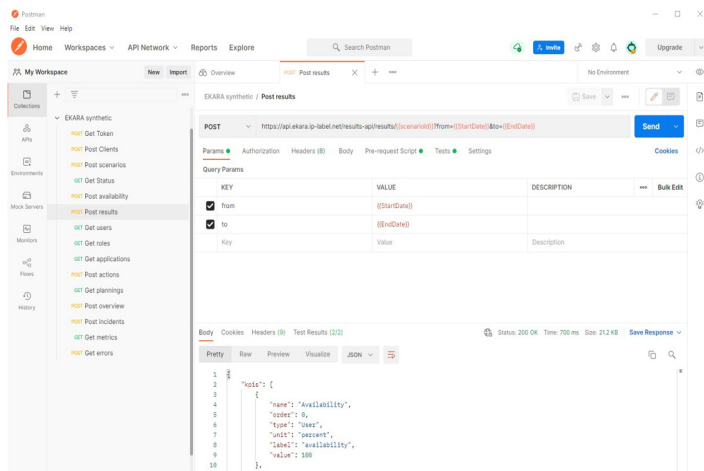 Postman
File Edit View Help
Home Workspaces API Network Reports Explore Search Postman Invite Upgrade
My Workspace New Import Overview POST Post results No Environment
Collections
APIs
Environments
Mock Servers
Monitors
Flows
History
EKARA synthetic
POST Get Token
POST Post Clients
POST Post scenarios
GET Get Status
POST Post availability
POST Post results
GET Get users
GET Get roles
GET Get applications
POST Post actions
GET Get plannings
POST Post overview
POST Post incidents
GET Get metrics
POST Get errors
EKARA synthetic / Post results Save
POST https://api.ekara.ip-label.net/results-api/results/{{scenarioId}}?from={{StartDate}}&to={{EndDate}} Send
Params Authorization Headers (8) Body Pre-request Script Tests Settings Cookies
Query Params
KEY VALUE DESCRIPTION Bulk Edit
from {{StartDate}}
to {{EndDate}}
Key Value Description
Body Cookies Headers (9) Test Results (2/2) Status: 200 OK Time: 700 ms Size: 21.2 KB Save Response
Pretty Raw Preview Visualize JSON
1 {
2 "kpis": [
3 {
4 "name": "Availability",
5 "order": 0,
6 "type": "User",
7 "unit": "percent",
8 "label": "availability",
9 "value": 100
10 },